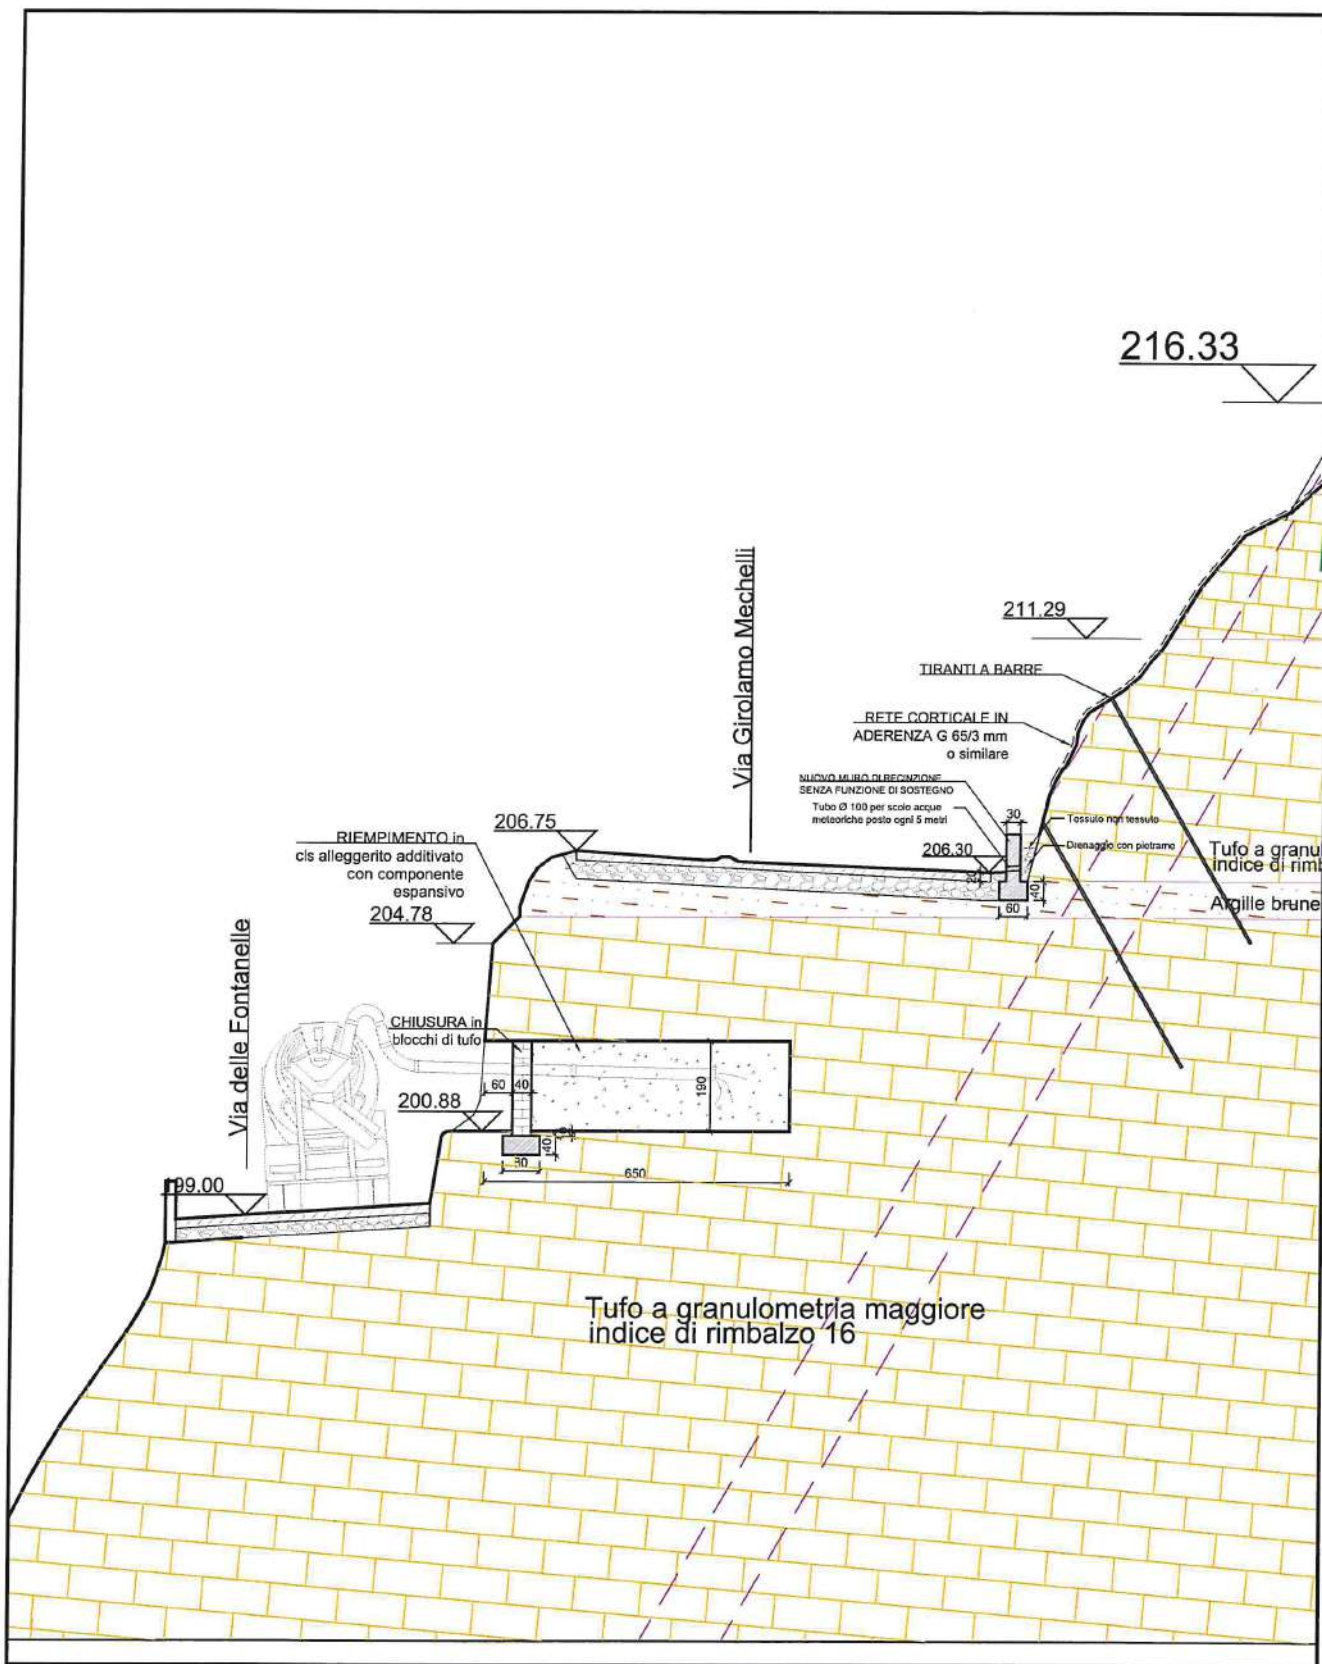 216.33
211.29
TIRANTI A BARRE
RETE CORTICALE IN
ADERENZA G 65/3 mm
o similare
NUOVO MURO DI RECINZIONE
SENZA FUNZIONE DI SOSTEGNO
Tubo Ø 100 per scolo acque
meteoriche posto ogni 5 metri
Via Girolamo Mechelli
30
Tessuto non tessuto
Drenaggio con pietrame
206.75
206.30
20
40
60
Tufo a granu
indice di rimb
Argille brune
RIEMPIMENTO in
cls alleggerito additivato
con componente
espansivo
204.78
Via delle Fontanelle
CHIUSURA in
blocchi di tufo
60
40
190
200.88
40
80
650
199.00
Tufo a granulometria maggiore
indice di rimbalzo 16